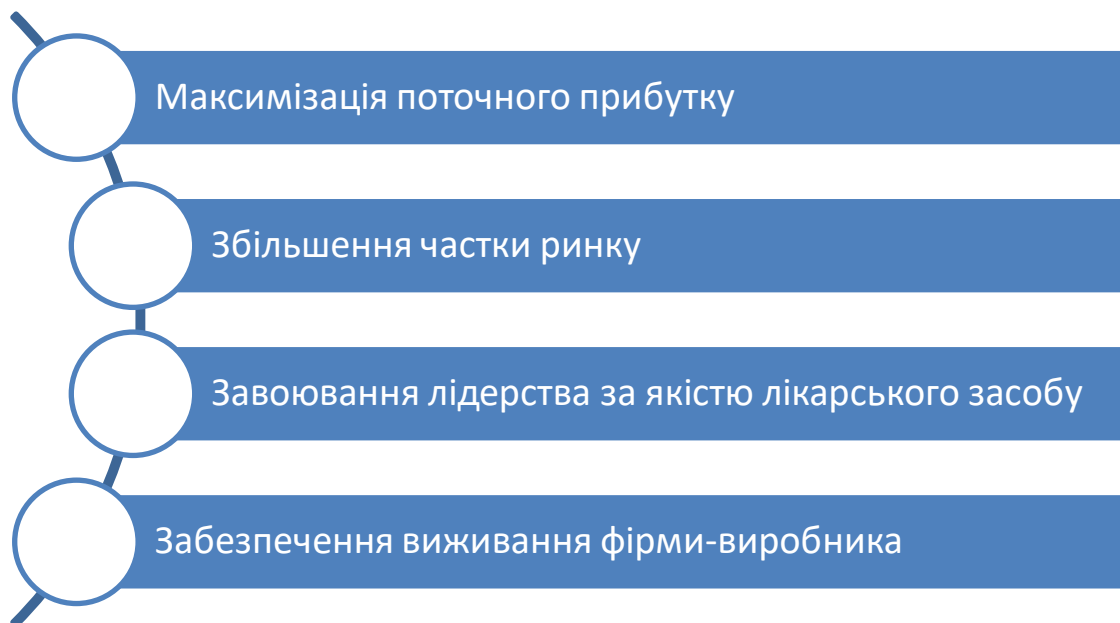 Максимізація поточного прибутку
Збільшення частки ринку
Завоювання лідерства за якістю лікарського засобу
Забезпечення виживання фірми-виробника